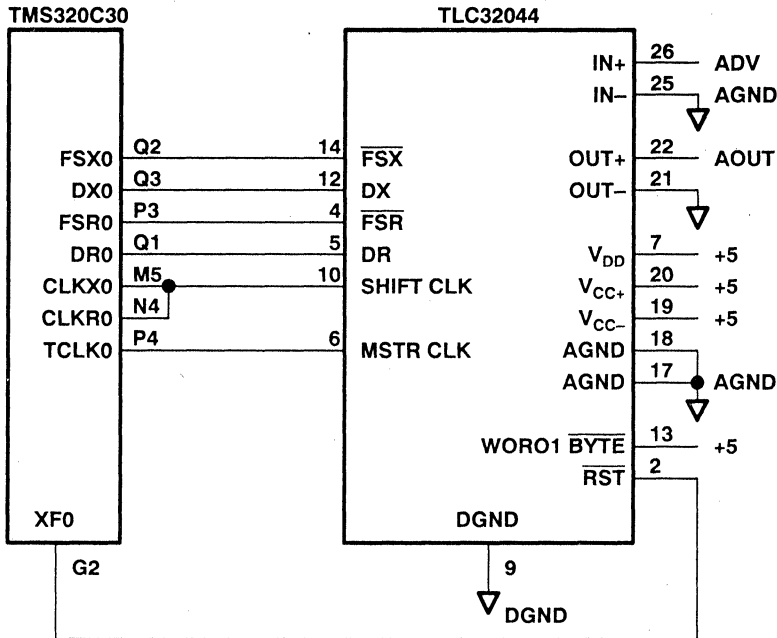 TMS320C30 TLC32044
IN+ 26 ADV
IN– 25 AGND
FSX0 Q2 14 FSX OUT+ 22 AOUT
DX0 Q3 12 DX OUT– 21
FSR0 P3 4 FSR
DR0 Q1 5 DR VDD 7 +5
CLKX0 M5 10 SHIFT CLK VCC+ 20 +5
CLKR0 N4 VCC– 19 +5
TCLK0 P4 6 MSTR CLK AGND 18
AGND 17 AGND
WORO1 BYTE 13 +5
RST 2
XF0 DGND
G2 9
DGND